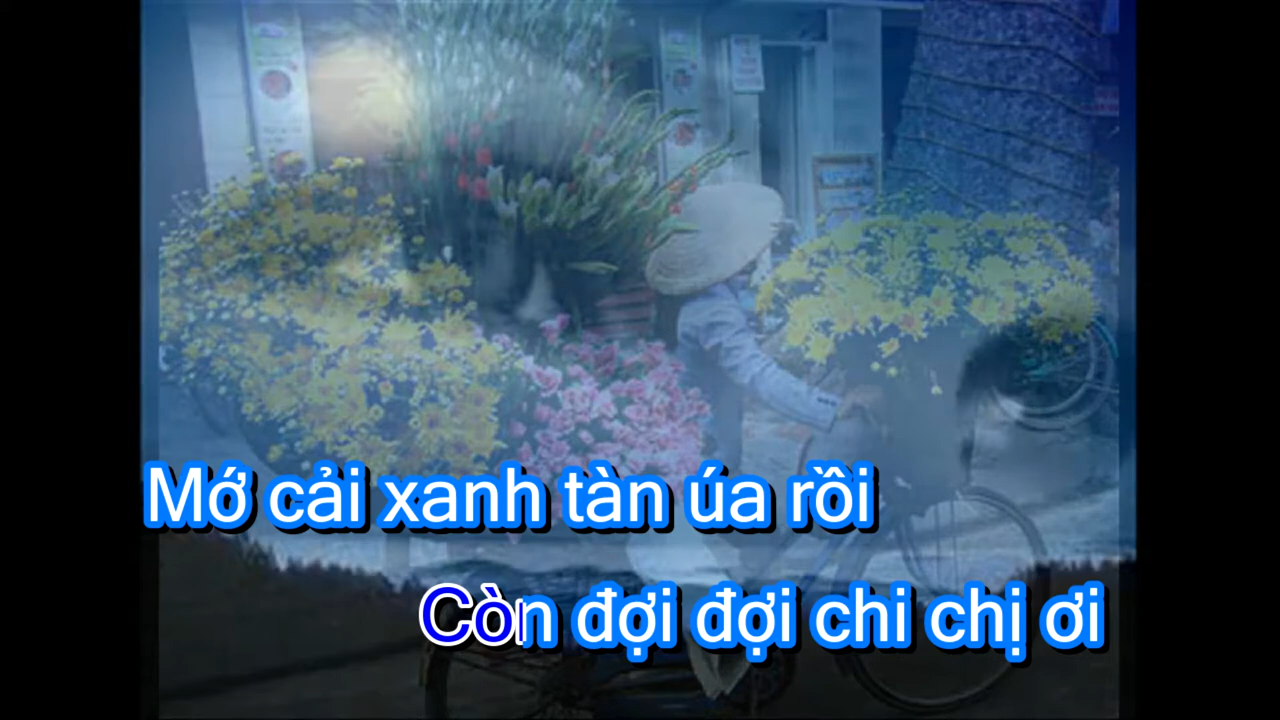 Mớ cải xanh tàn úa rồi
Còn đợi đợi chi chị ơi